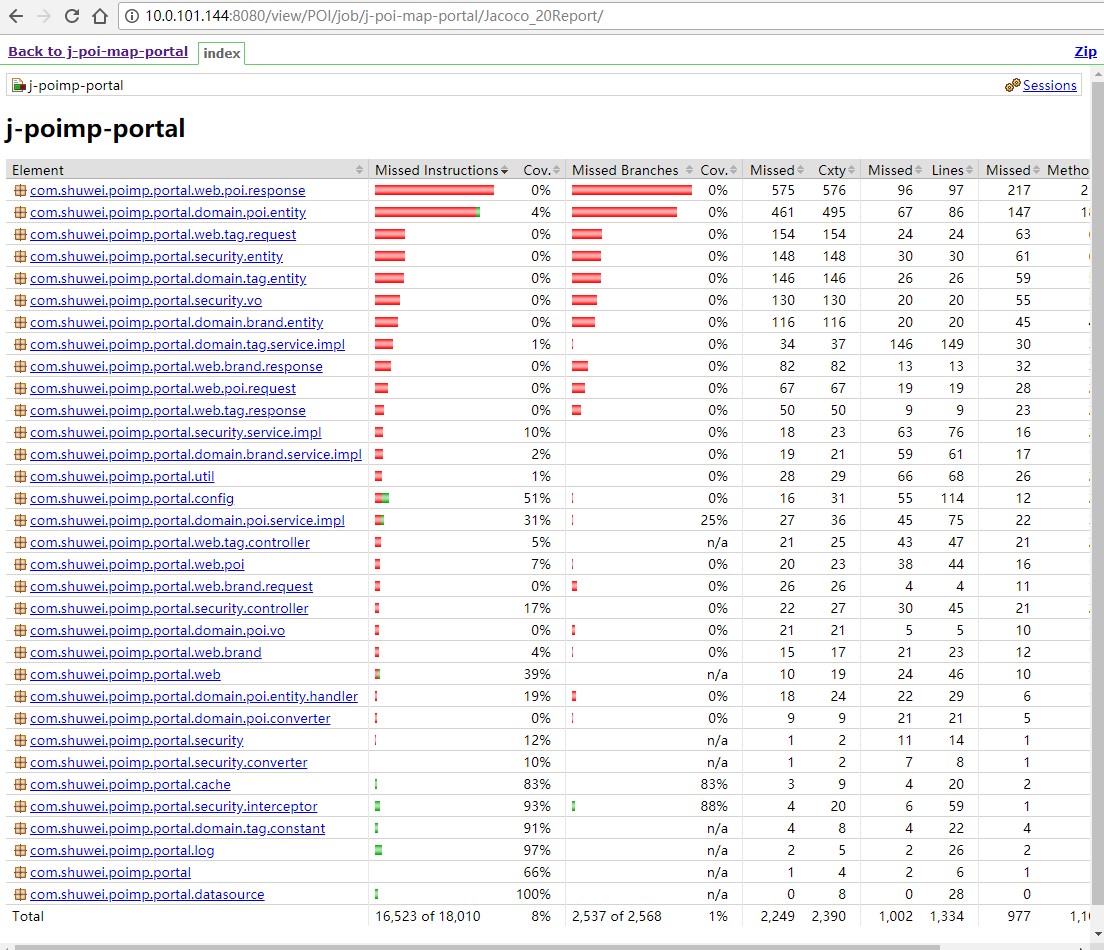 10.0.101.144:8080/view/POI/job/j-poi-map-portal/Jacoco_20Report/
Back to j-poi-map-portal index Zip
j-poimp-portal Sessions
j-poimp-portal
Element Missed Instructions Cov. Missed Branches Cov. Missed Cxty Missed Lines Missed Metho
com.shuwei.poimp.portal.web.poi.response 0% 0% 575 576 96 97 217 2
com.shuwei.poimp.portal.domain.poi.entity 4% 0% 461 495 67 86 147 18
com.shuwei.poimp.portal.web.tag.request 0% 0% 154 154 24 24 63
com.shuwei.poimp.portal.security.entity 0% 0% 148 148 30 30 61
com.shuwei.poimp.portal.domain.tag.entity 0% 0% 146 146 26 26 59
com.shuwei.poimp.portal.security.vo 0% 0% 130 130 20 20 55
com.shuwei.poimp.portal.domain.brand.entity 0% 0% 116 116 20 20 45
com.shuwei.poimp.portal.domain.tag.service.impl 1% 0% 34 37 146 149 30
com.shuwei.poimp.portal.web.brand.response 0% 0% 82 82 13 13 32
com.shuwei.poimp.portal.web.poi.request 0% 0% 67 67 19 19 28
com.shuwei.poimp.portal.web.tag.response 0% 0% 50 50 9 9 23
com.shuwei.poimp.portal.security.service.impl 10% 0% 18 23 63 76 16
com.shuwei.poimp.portal.domain.brand.service.impl 2% 0% 19 21 59 61 17
com.shuwei.poimp.portal.util 1% 0% 28 29 66 68 26
com.shuwei.poimp.portal.config 51% 0% 16 31 55 114 12
com.shuwei.poimp.portal.domain.poi.service.impl 31% 25% 27 36 45 75 22
com.shuwei.poimp.portal.web.tag.controller 5% n/a 21 25 43 47 21
com.shuwei.poimp.portal.web.poi 7% 0% 20 23 38 44 16
com.shuwei.poimp.portal.web.brand.request 0% 0% 26 26 4 4 11
com.shuwei.poimp.portal.security.controller 17% 0% 22 27 30 45 21
com.shuwei.poimp.portal.domain.poi.vo 0% 0% 21 21 5 5 10
com.shuwei.poimp.portal.web.brand 4% 0% 15 17 21 23 12
com.shuwei.poimp.portal.web 39% n/a 10 19 24 46 10
com.shuwei.poimp.portal.domain.poi.entity.handler 19% 0% 18 24 22 29 6
com.shuwei.poimp.portal.domain.poi.converter 0% 0% 9 9 21 21 5
com.shuwei.poimp.portal.security 12% n/a 1 2 11 14 1
com.shuwei.poimp.portal.security.converter 10% n/a 1 2 7 8 1
com.shuwei.poimp.portal.cache 83% 83% 3 9 4 20 2
com.shuwei.poimp.portal.security.interceptor 93% 88% 4 20 6 59 1
com.shuwei.poimp.portal.domain.tag.constant 91% n/a 4 8 4 22 4
com.shuwei.poimp.portal.log 97% n/a 2 5 2 26 2
com.shuwei.poimp.portal 66% n/a 1 4 2 6 1
com.shuwei.poimp.portal.datasource 100% n/a 0 8 0 28 0
Total 16,523 of 18,010 8% 2,537 of 2,568 1% 2,249 2,390 1,002 1,334 977 1,10